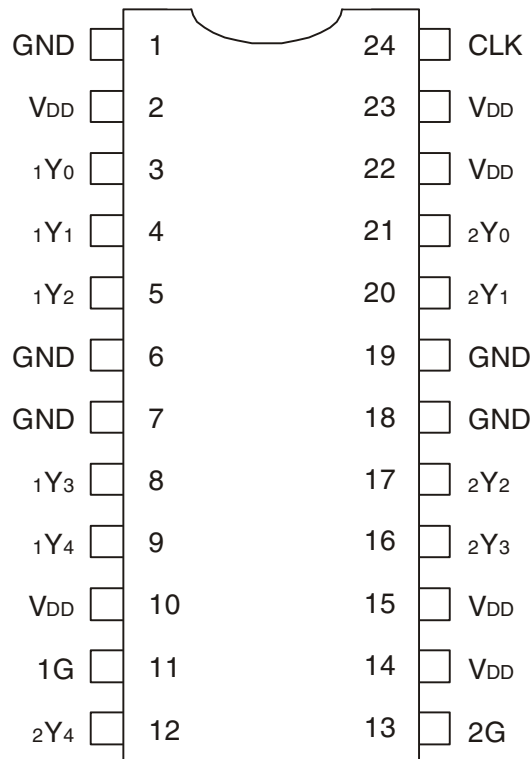 GND 1 24 CLK
VDD 2 23 VDD
1Y0 3 22 VDD
1Y1 4 21 2Y0
1Y2 5 20 2Y1
GND 6 19 GND
GND 7 18 GND
1Y3 8 17 2Y2
1Y4 9 16 2Y3
VDD 10 15 VDD
1G 11 14 VDD
2Y4 12 13 2G